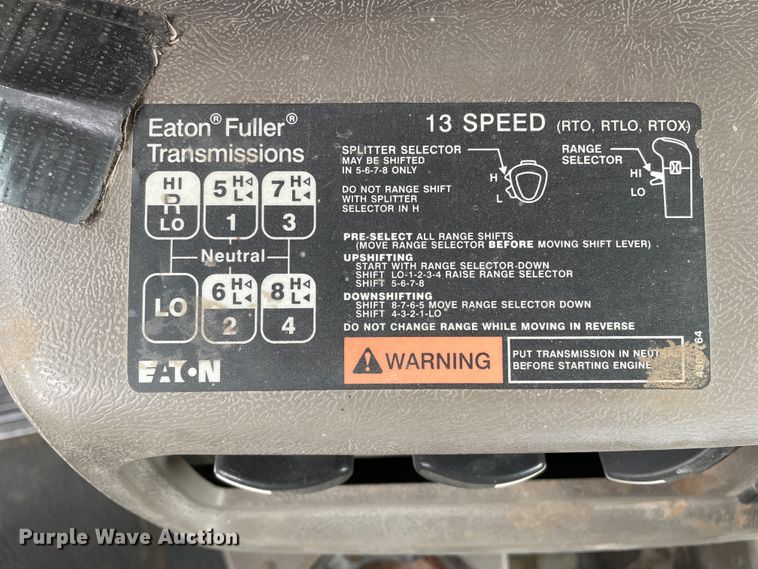 Eaton® Fuller®
Transmissions
13 SPEED (RTO, RTLO, RTOX)
SPLITTER SELECTOR
MAY BE SHIFTED
IN 5-6-7-8 ONLY
DO NOT RANGE SHIFT
WITH SPLITTER
SELECTOR IN H
H
L
RANGE
SELECTOR
HI
LO
HI
R
LO
5 H
L
1
7 H
L
3
Neutral
LO
6 H
L
2
8 H
L
4
PRE-SELECT ALL RANGE SHIFTS
(MOVE RANGE SELECTOR BEFORE MOVING SHIFT LEVER) .
UPSHIFTING
START WITH RANGE SELECTOR-DOWN
SHIFT LO-1-2-3-4 RAISE RANGE SELECTOR
SHIFT 5-6-7-8
DOWNSHIFTING
SHIFT 8-7-6-5 MOVE RANGE SELECTOR DOWN
SHIFT 4-3-2-1-LO
DO NOT CHANGE RANGE WHILE MOVING IN REVERSE
WARNING
PUT TRANSMISSION IN
BEFORE STARTING ENGINE
EATON
Purple Wave Auction